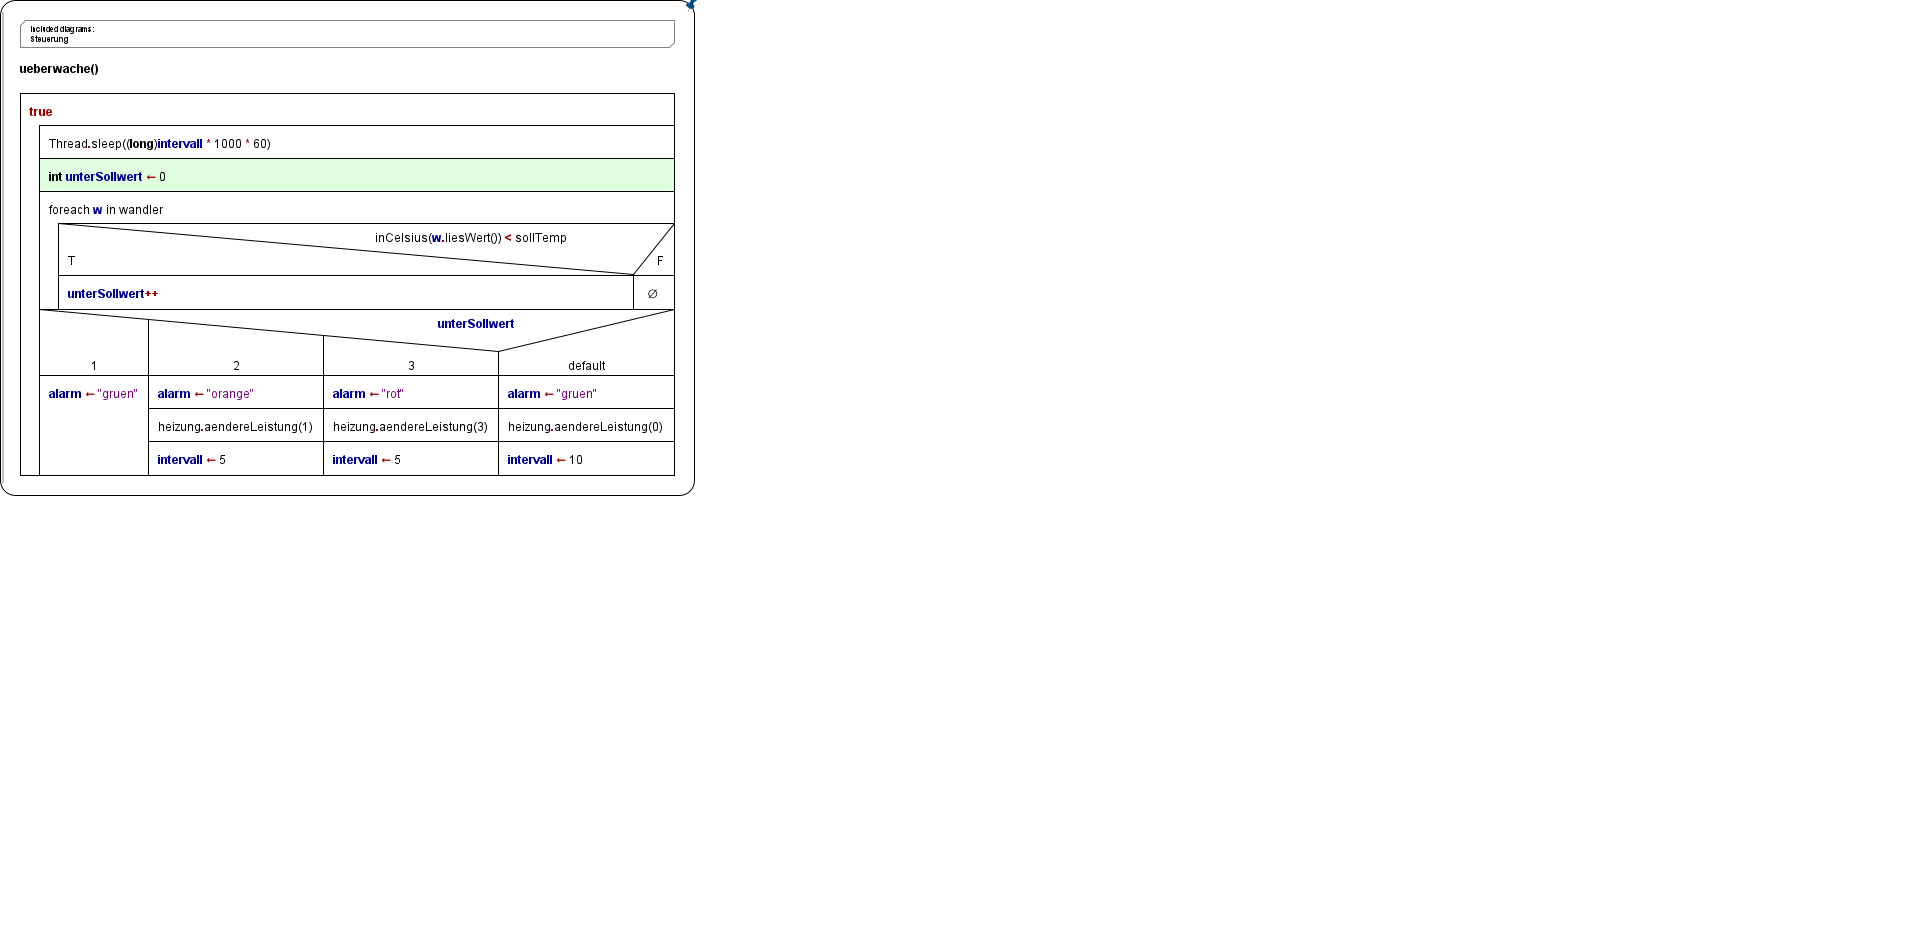 Included diagrams:
Steuerung
ueberwache()
true
Thread.sleep((long)intervall * 1000 * 60)
int unterSollwert ← 0
foreach w in wandler
inCelsius(w.liesWert()) < sollTemp
T
F
unterSollwert++
∅
unterSollwert
1
2
3
default
alarm ← "gruen"
alarm ← "orange"
alarm ← "rot"
alarm ← "gruen"
heizung.aendereLeistung(1)
heizung.aendereLeistung(3)
heizung.aendereLeistung(0)
intervall ← 5
intervall ← 5
intervall ← 10